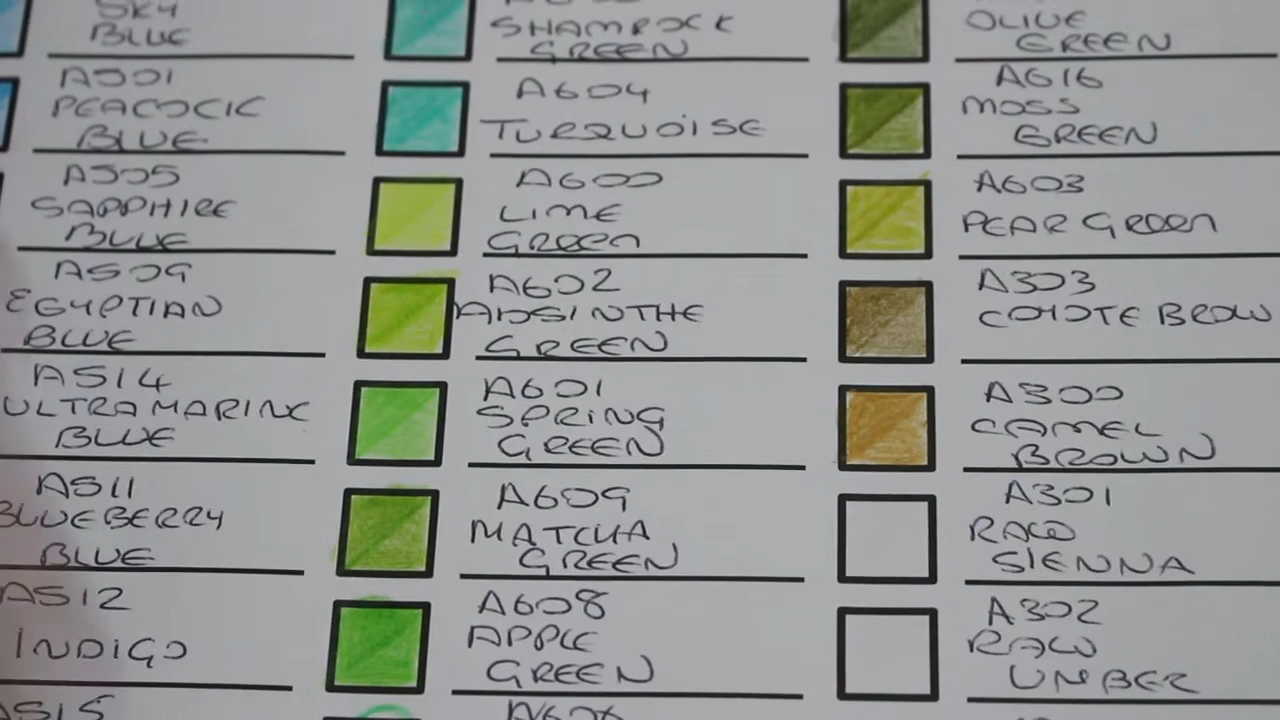 SKY
BLUE
A501
PEACOCK
BLUE
A505
SAPPHIRE
BLUE
A509
EGYPTIAN
BLUE
A514
ULTRAMARINE
BLUE
A511
BLUEBERRY
BLUE
A512
INDIGO
A515
SHAMROCK
GREEN
A604
TURQUOISE
A600
LIME
GREEN
A602
ABSINTHE
GREEN
A601
SPRING
GREEN
A609
MATCHA
GREEN
A608
APPLE
GREEN
OLIVE
GREEN
A616
MOSS
GREEN
A603
PEAR GREEN
A303
COYOTE BROW
A300
CAMEL
BROWN
A301
RAW
SIENNA
A302
RAW
UMBER